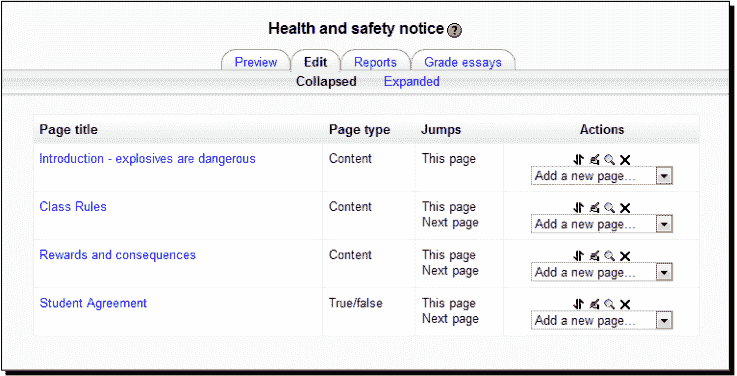 Health and safety notice
Preview Edit Reports Grade essays
Collapsed Expanded
Page title Page type Jumps Actions
Introduction - explosives are dangerous Content This page
Add a new page...
Class Rules Content This page
Next page Add a new page...
Rewards and consequences Content This page
Next page Add a new page...
Student Agreement True/false This page
Next page Add a new page...